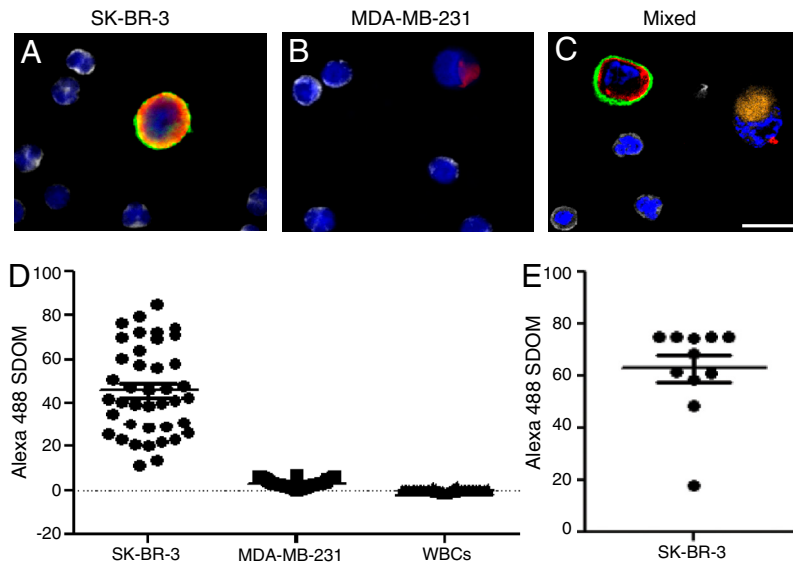 SK-BR-3 MDA-MB-231 Mixed
A B C
D
100
80
60
40
20
0
-20
Alexa 488 SDOM
SK-BR-3 MDA-MB-231 WBCs
E
100
80
60
40
20
0
Alexa 488 SDOM
SK-BR-3